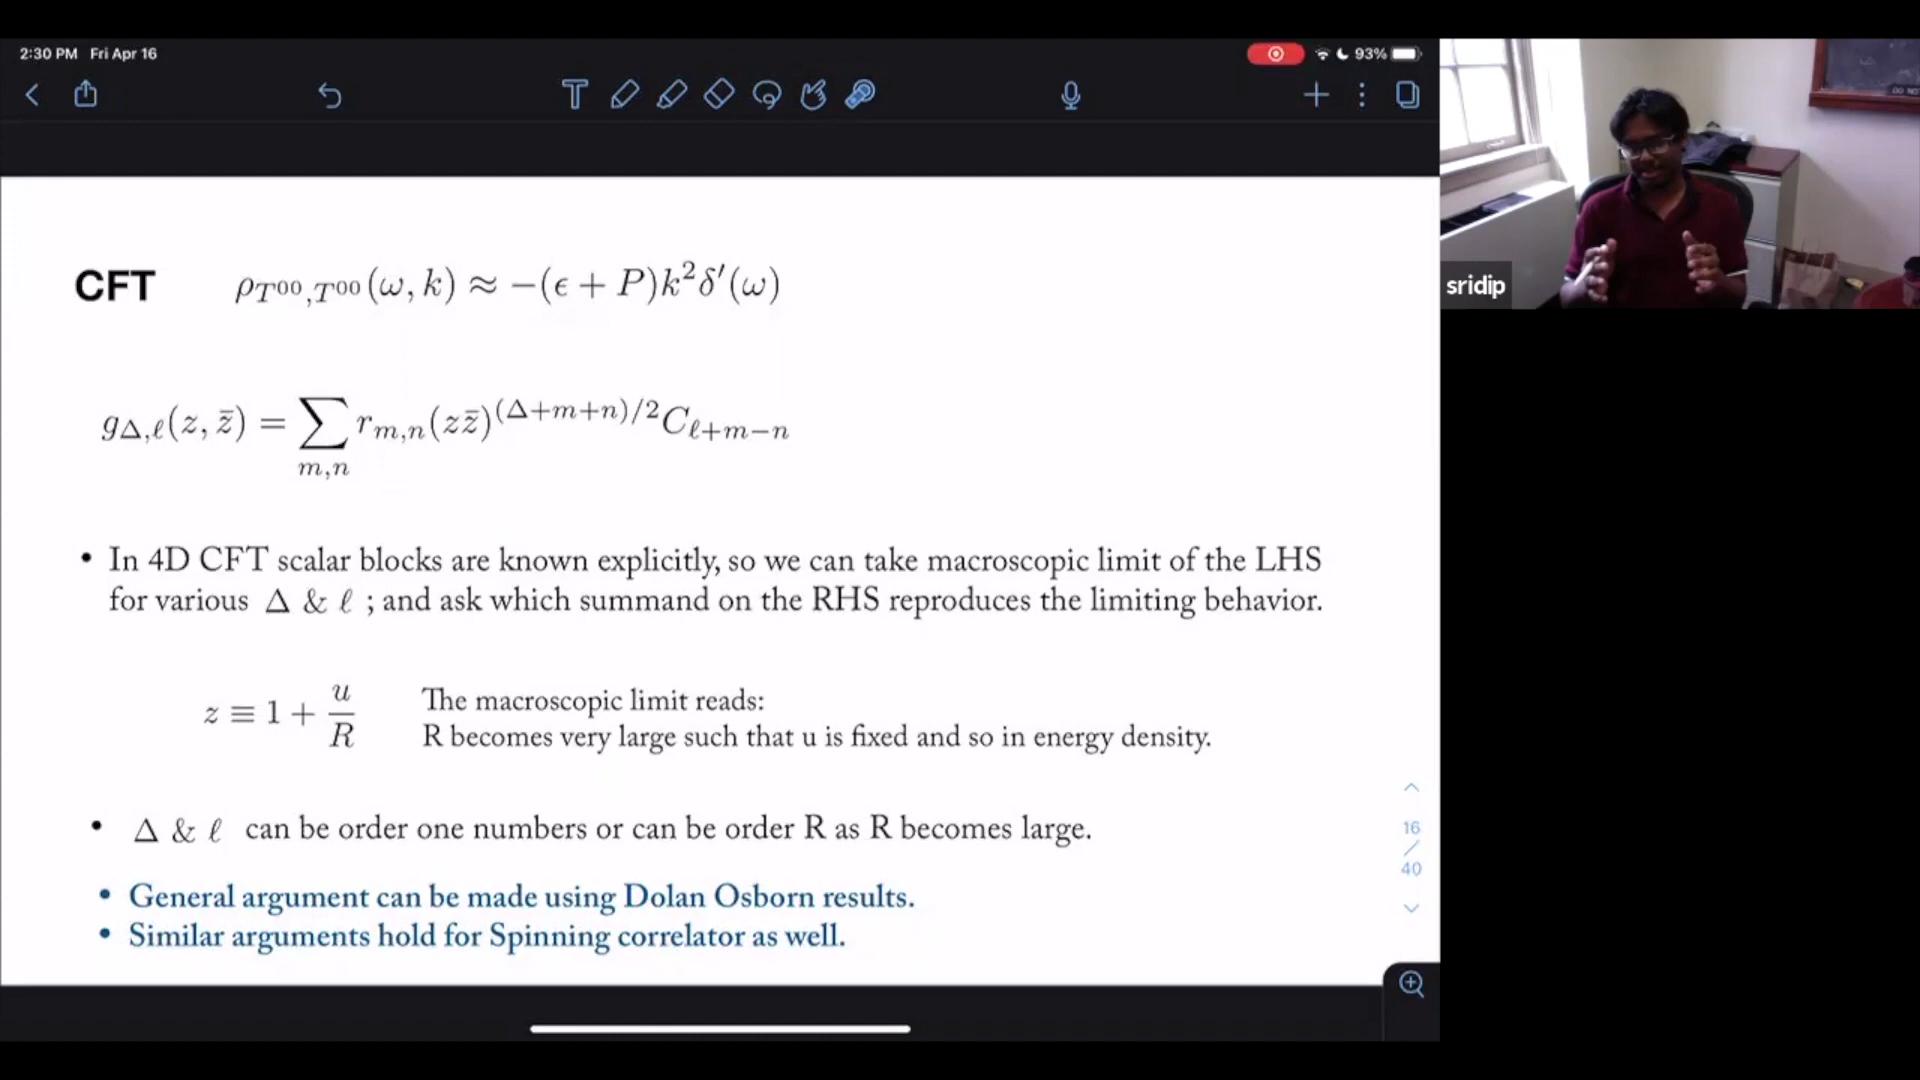 2:30 PM Fri Apr 16
93%
CFT ρ_{T^{00},T^{00}}(ω, k) ≈ −(ϵ + P)k²δ′(ω)
g_{Δ,ℓ}(z, z̄) = ∑_{m,n} r_{m,n}(zz̄)^{(Δ+m+n)/2}C_{ℓ+m−n}
• In 4D CFT scalar blocks are known explicitly, so we can take macroscopic limit of the LHS
for various Δ & ℓ ; and ask which summand on the RHS reproduces the limiting behavior.
z ≡ 1 + u/R
The macroscopic limit reads:
R becomes very large such that u is fixed and so in energy density.
• Δ & ℓ can be order one numbers or can be order R as R becomes large.
• General argument can be made using Dolan Osborn results.
• Similar arguments hold for Spinning correlator as well.
16
/
40
sridip
DO NO